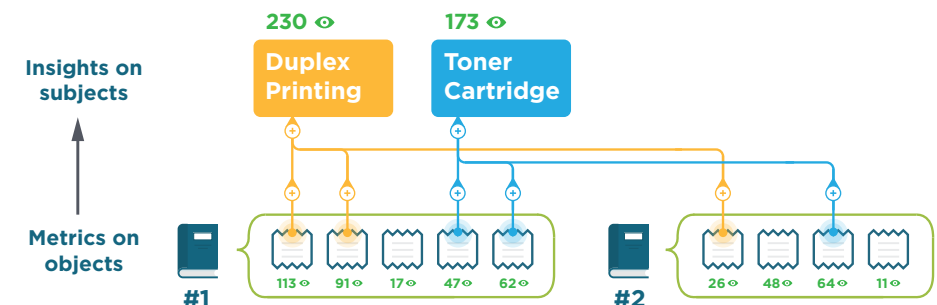 230
173
Insights on
subjects
Duplex
Printing
Toner
Cartridge
Metrics on
objects
113
91
17
47
62
26
48
64
11
#1
#2